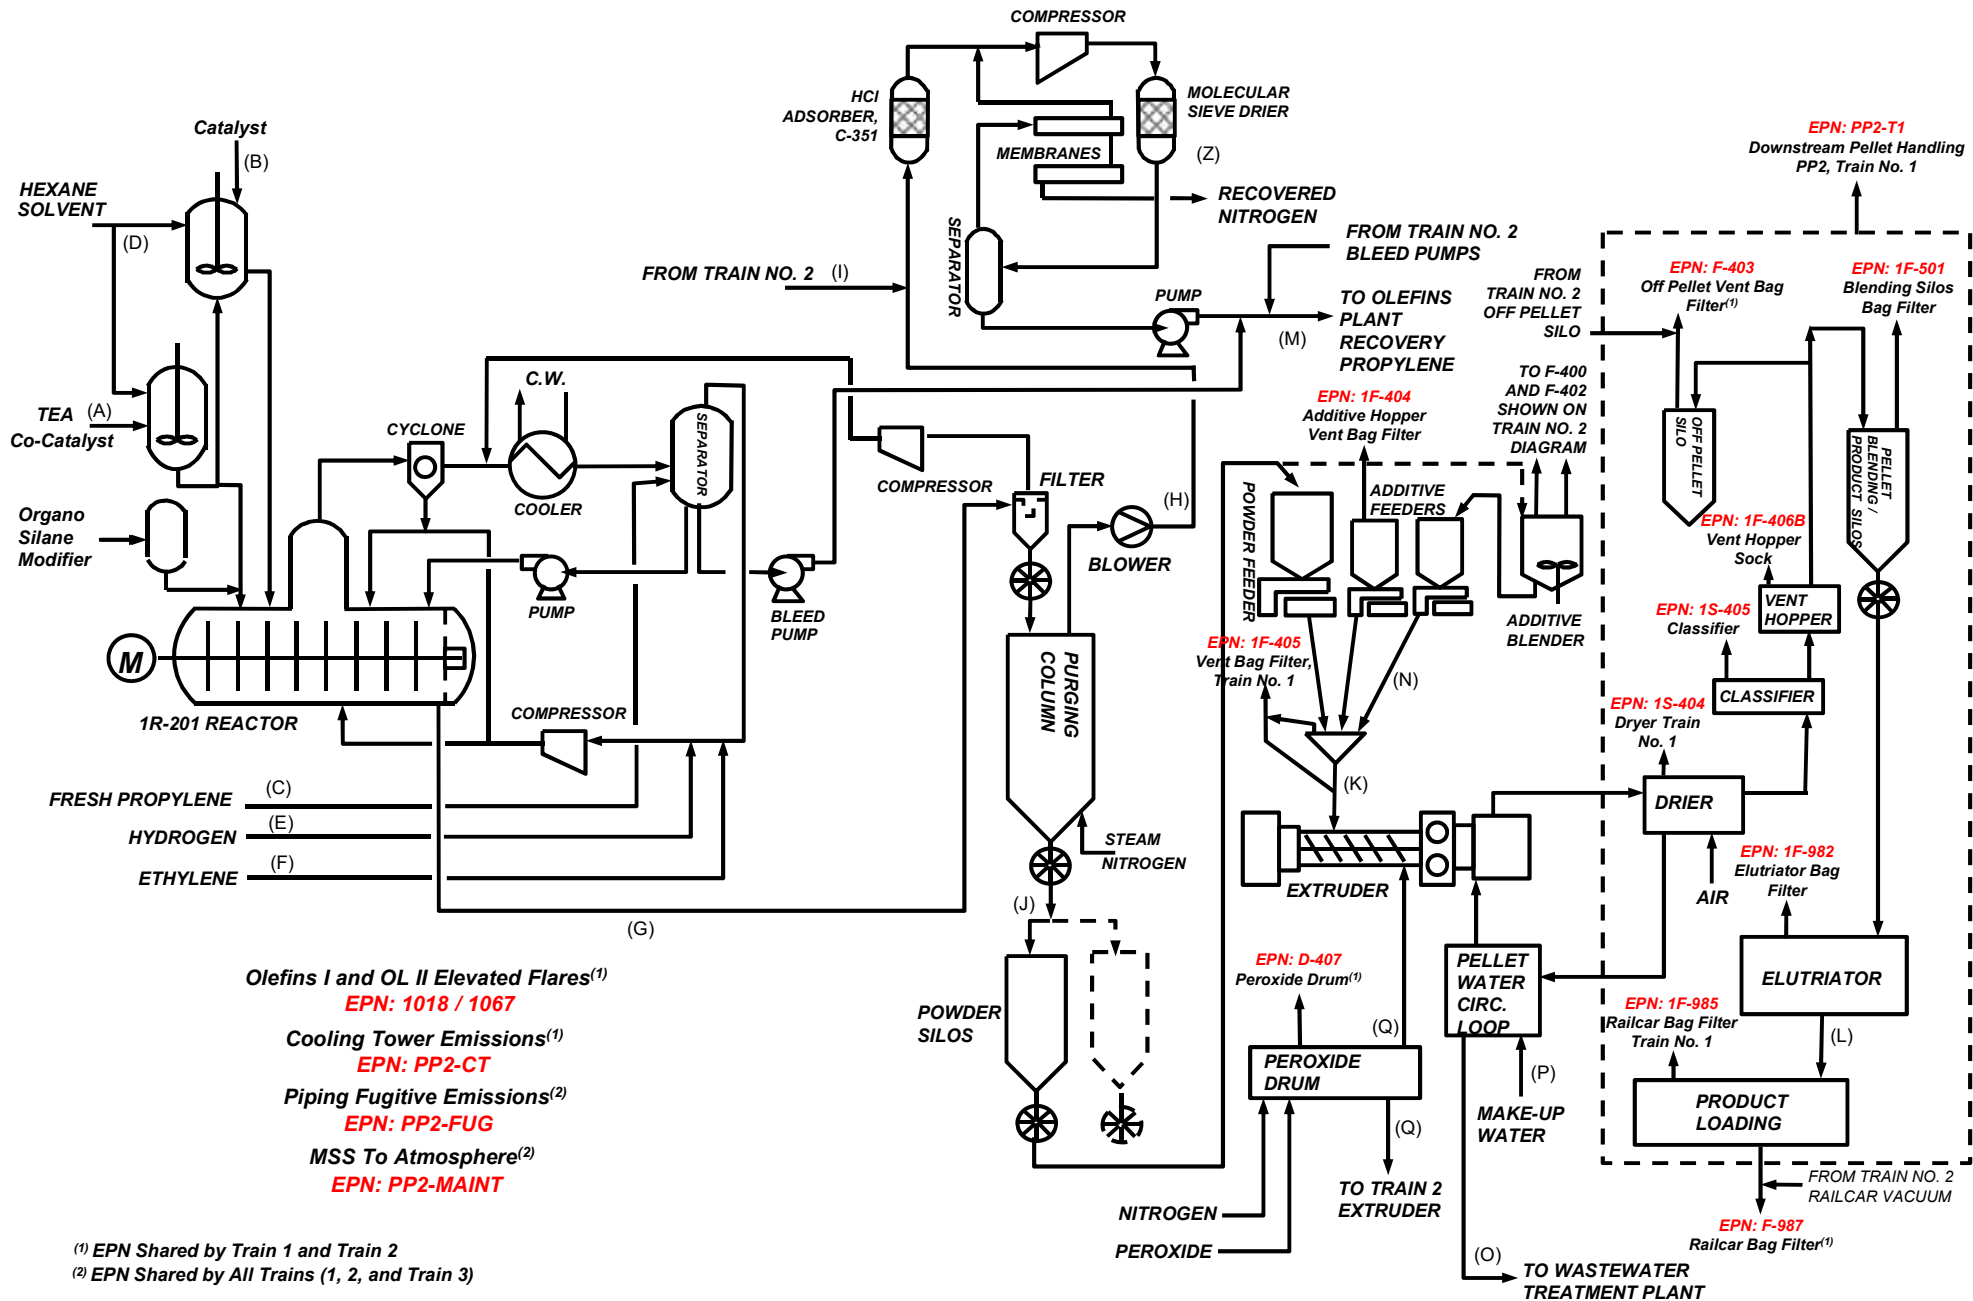 COMPRESSOR
HCl
ADSORBER,
C-351
MOLECULAR
SIEVE DRIER
MEMBRANES
(Z)
RECOVERED
NITROGEN
SEPARATOR
FROM TRAIN NO. 2
(I)
FROM TRAIN NO. 2
BLEED PUMPS
PUMP
(M)
TO OLEFINS
PLANT
RECOVERY
PROPYLENE
Catalyst
(B)
HEXANE
SOLVENT
(D)
TEA
(A)
Co-Catalyst
Organo
Silane
Modifier
CYCLONE
C.W.
COOLER
SEPARATOR
COMPRESSOR
FILTER
(H)
BLOWER
PUMP
BLEED
PUMP
M
1R-201 REACTOR
COMPRESSOR
FRESH PROPYLENE
(C)
HYDROGEN
(E)
ETHYLENE
(F)
(G)
PURGING
COLUMN
STEAM
NITROGEN
(J)
POWDER
SILOS
EPN: 1F-404
Additive Hopper
Vent Bag Filter
POWDER FEEDER
ADDITIVE
FEEDERS
TO F-400
AND F-402
SHOWN ON
TRAIN NO. 2
DIAGRAM
ADDITIVE
BLENDER
EPN: 1F-405
Vent Bag Filter,
Train No. 1
(N)
(K)
EXTRUDER
EPN: D-407
Peroxide Drum(1)
(Q)
PEROXIDE
DRUM
(Q)
TO TRAIN 2
EXTRUDER
NITROGEN
PEROXIDE
PELLET
WATER
CIRC.
LOOP
(P)
MAKE-UP
WATER
(O)
TO WASTEWATER
TREATMENT PLANT
EPN: PP2-T1
Downstream Pellet Handling
PP2, Train No. 1
FROM
TRAIN NO. 2
OFF PELLET
SILO
EPN: F-403
Off Pellet Vent Bag
Filter(1)
EPN: 1F-501
Blending Silos
Bag Filter
OFF PELLET
SILO
PELLET
BLENDING /
PRODUCT SILOS
EPN: 1F-406B
Vent Hopper
Sock
VENT
HOPPER
EPN: 1S-405
Classifier
CLASSIFIER
EPN: 1S-404
Dryer Train
No. 1
DRIER
AIR
EPN: 1F-982
Elutriator Bag
Filter
ELUTRIATOR
EPN: 1F-985
Railcar Bag Filter
Train No. 1
(L)
PRODUCT
LOADING
FROM TRAIN NO. 2
RAILCAR VACUUM
EPN: F-987
Railcar Bag Filter(1)
Olefins I and OL II Elevated Flares(1)
EPN: 1018 / 1067
Cooling Tower Emissions(1)
EPN: PP2-CT
Piping Fugitive Emissions(2)
EPN: PP2-FUG
MSS To Atmosphere(2)
EPN: PP2-MAINT
(1) EPN Shared by Train 1 and Train 2
(2) EPN Shared by All Trains (1, 2, and Train 3)